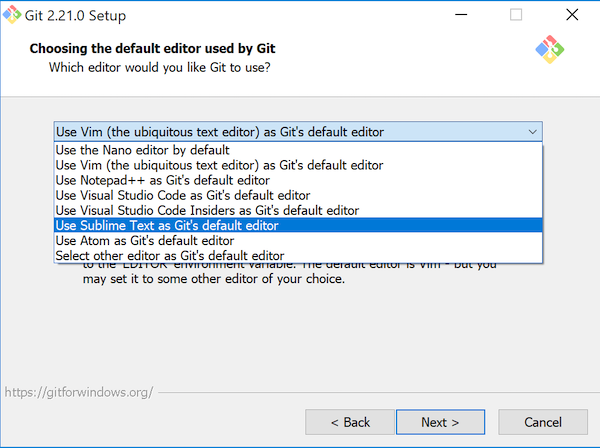 Git 2.21.0 Setup
Choosing the default editor used by Git
Which editor would you like Git to use?
Use Vim (the ubiquitous text editor) as Git's default editor
Use the Nano editor by default
Use Vim (the ubiquitous text editor) as Git's default editor
Use Notepad++ as Git's default editor
Use Visual Studio Code as Git's default editor
Use Visual Studio Code Insiders as Git's default editor
Use Sublime Text as Git's default editor
Use Atom as Git's default editor
Select other editor as Git's default editor
to the 'EDITOR' environment variable. The default editor is Vim - but you
may set it to some other editor of your choice.
https://gitforwindows.org/
< Back
Next >
Cancel